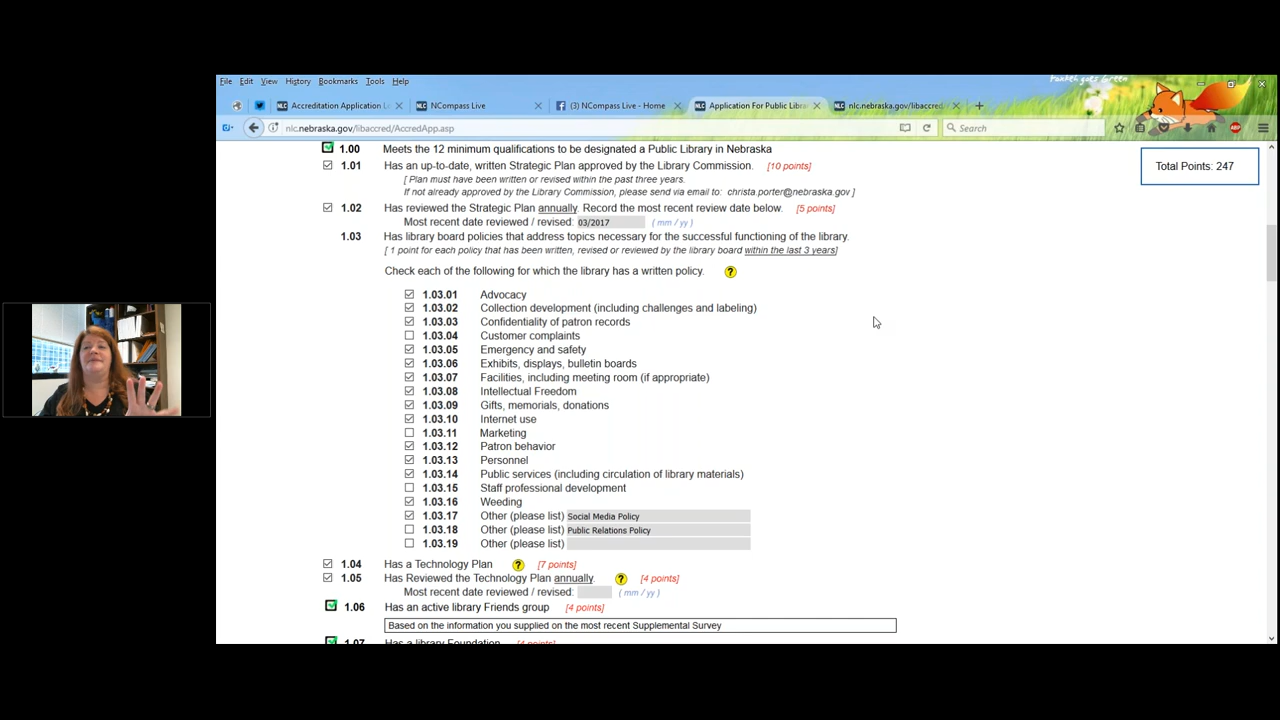 Fanteh goes Green
File Edit View History Bookmarks Tools Help
NLC Accreditation Application L
NLC NCompass Live
(3) NCompass Live - Home
NLC Application For Public Libra
NLC nlc.nebraska.gov/libaccred/
nlc.nebraska.gov/libaccred/AccredApp.asp
Search
ABP
1.00 Meets the 12 minimum qualifications to be designated a Public Library in Nebraska
Total Points: 247
1.01 Has an up-to-date, written Strategic Plan approved by the Library Commission. [10 points]
[ Plan must have been written or revised within the past three years.
If not already approved by the Library Commission, please send via email to: christa.porter@nebraska.gov ]
1.02 Has reviewed the Strategic Plan annually. Record the most recent review date below. [5 points]
Most recent date reviewed / revised: 03/2017 ( mm / yy )
1.03 Has library board policies that address topics necessary for the successful functioning of the library.
[ 1 point for each policy that has been written, revised or reviewed by the library board within the last 3 years]
Check each of the following for which the library has a written policy. ?
1.03.01 Advocacy
1.03.02 Collection development (including challenges and labeling)
1.03.03 Confidentiality of patron records
1.03.04 Customer complaints
1.03.05 Emergency and safety
1.03.06 Exhibits, displays, bulletin boards
1.03.07 Facilities, including meeting room (if appropriate)
1.03.08 Intellectual Freedom
1.03.09 Gifts, memorials, donations
1.03.10 Internet use
1.03.11 Marketing
1.03.12 Patron behavior
1.03.13 Personnel
1.03.14 Public services (including circulation of library materials)
1.03.15 Staff professional development
1.03.16 Weeding
1.03.17 Other (please list) Social Media Policy
1.03.18 Other (please list) Public Relations Policy
1.03.19 Other (please list)
1.04 Has a Technology Plan ? [7 points]
1.05 Has Reviewed the Technology Plan annually. ? [4 points]
Most recent date reviewed / revised: ( mm / yy )
1.06 Has an active library Friends group [4 points]
Based on the information you supplied on the most recent Supplemental Survey
1.07 Has a library Foundation [4 points]